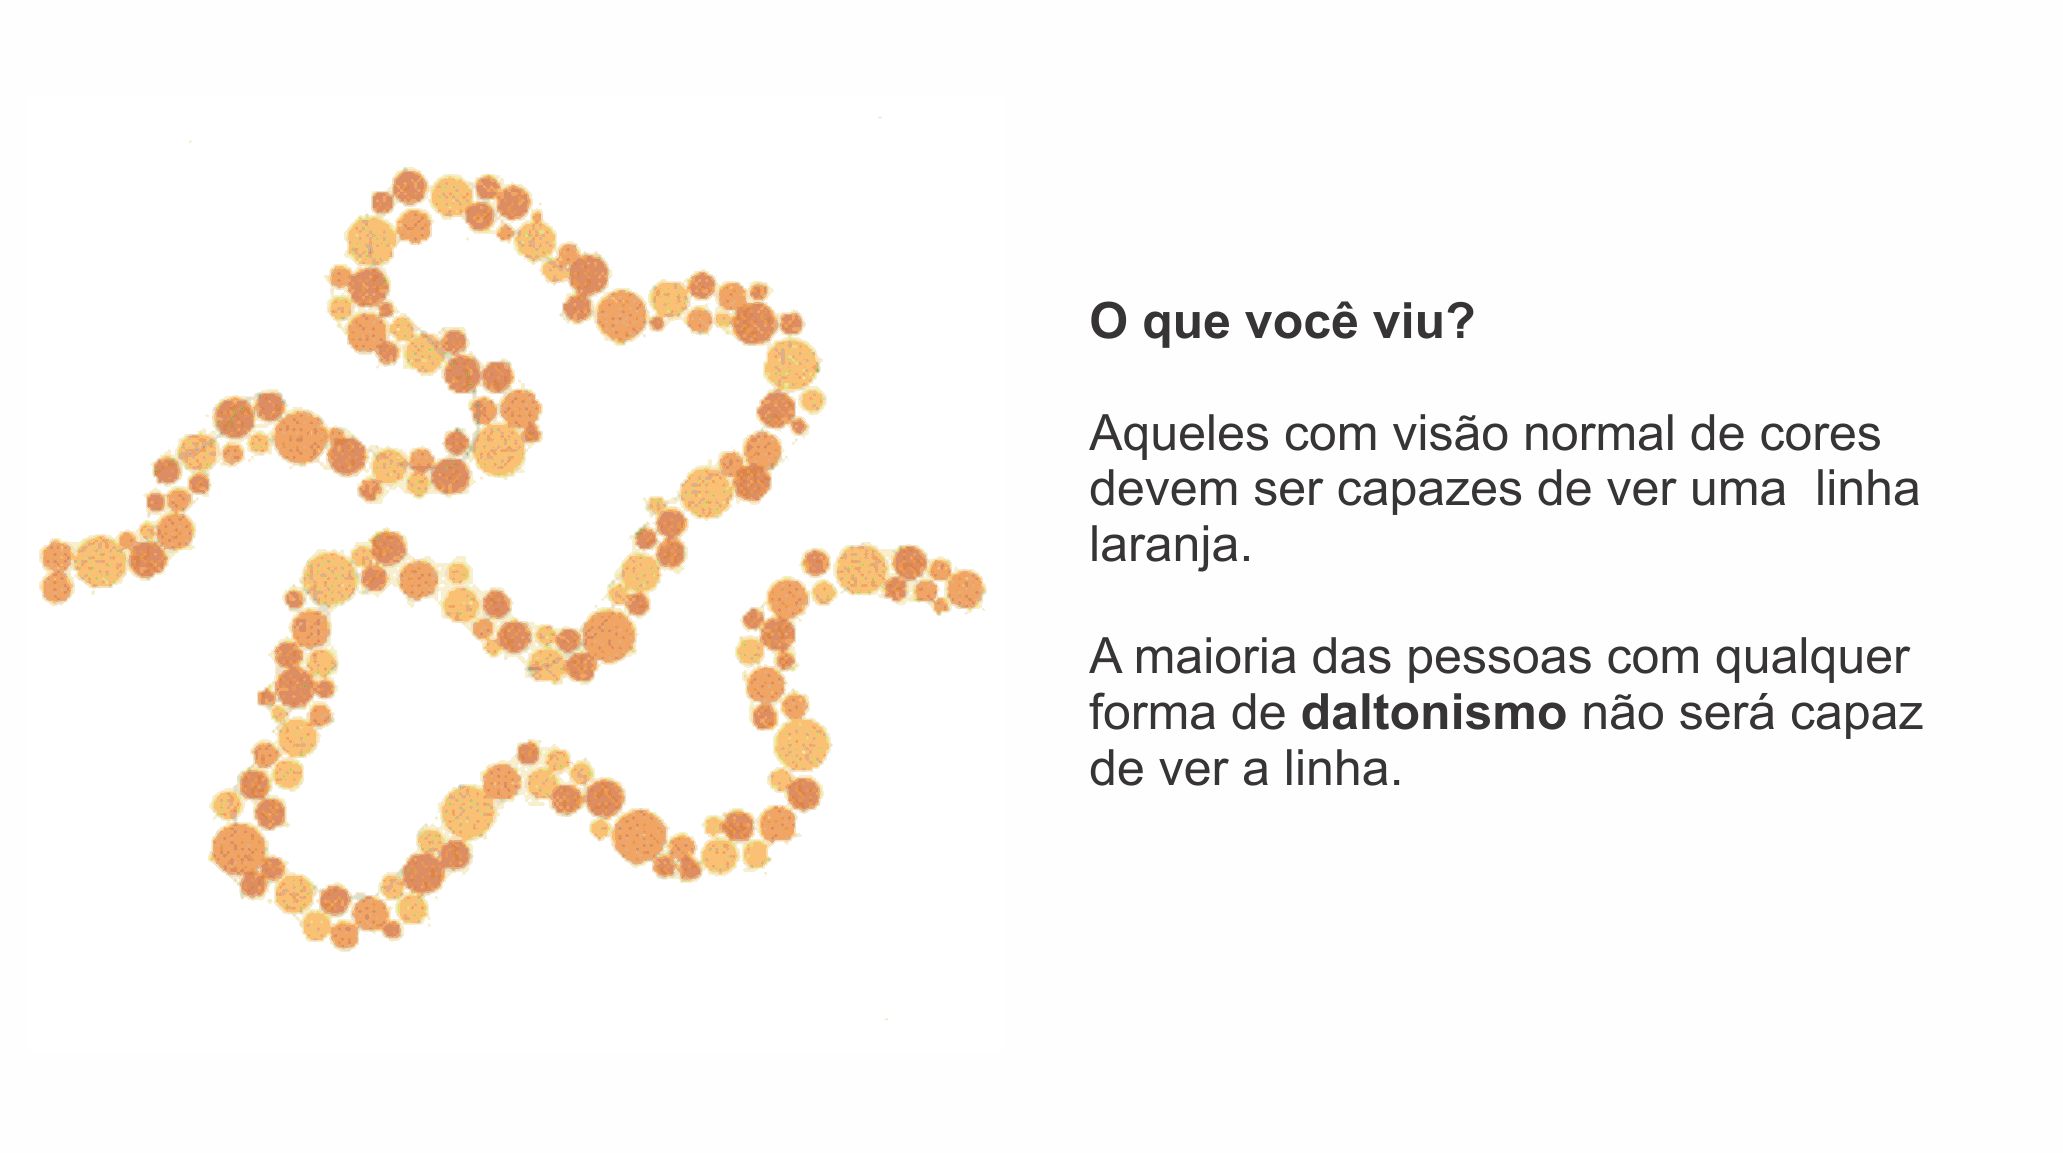 O que você viu?
Aqueles com visão normal de cores
devem ser capazes de ver uma  linha
laranja.
A maioria das pessoas com qualquer
forma de daltonismo não será capaz
de ver a linha.